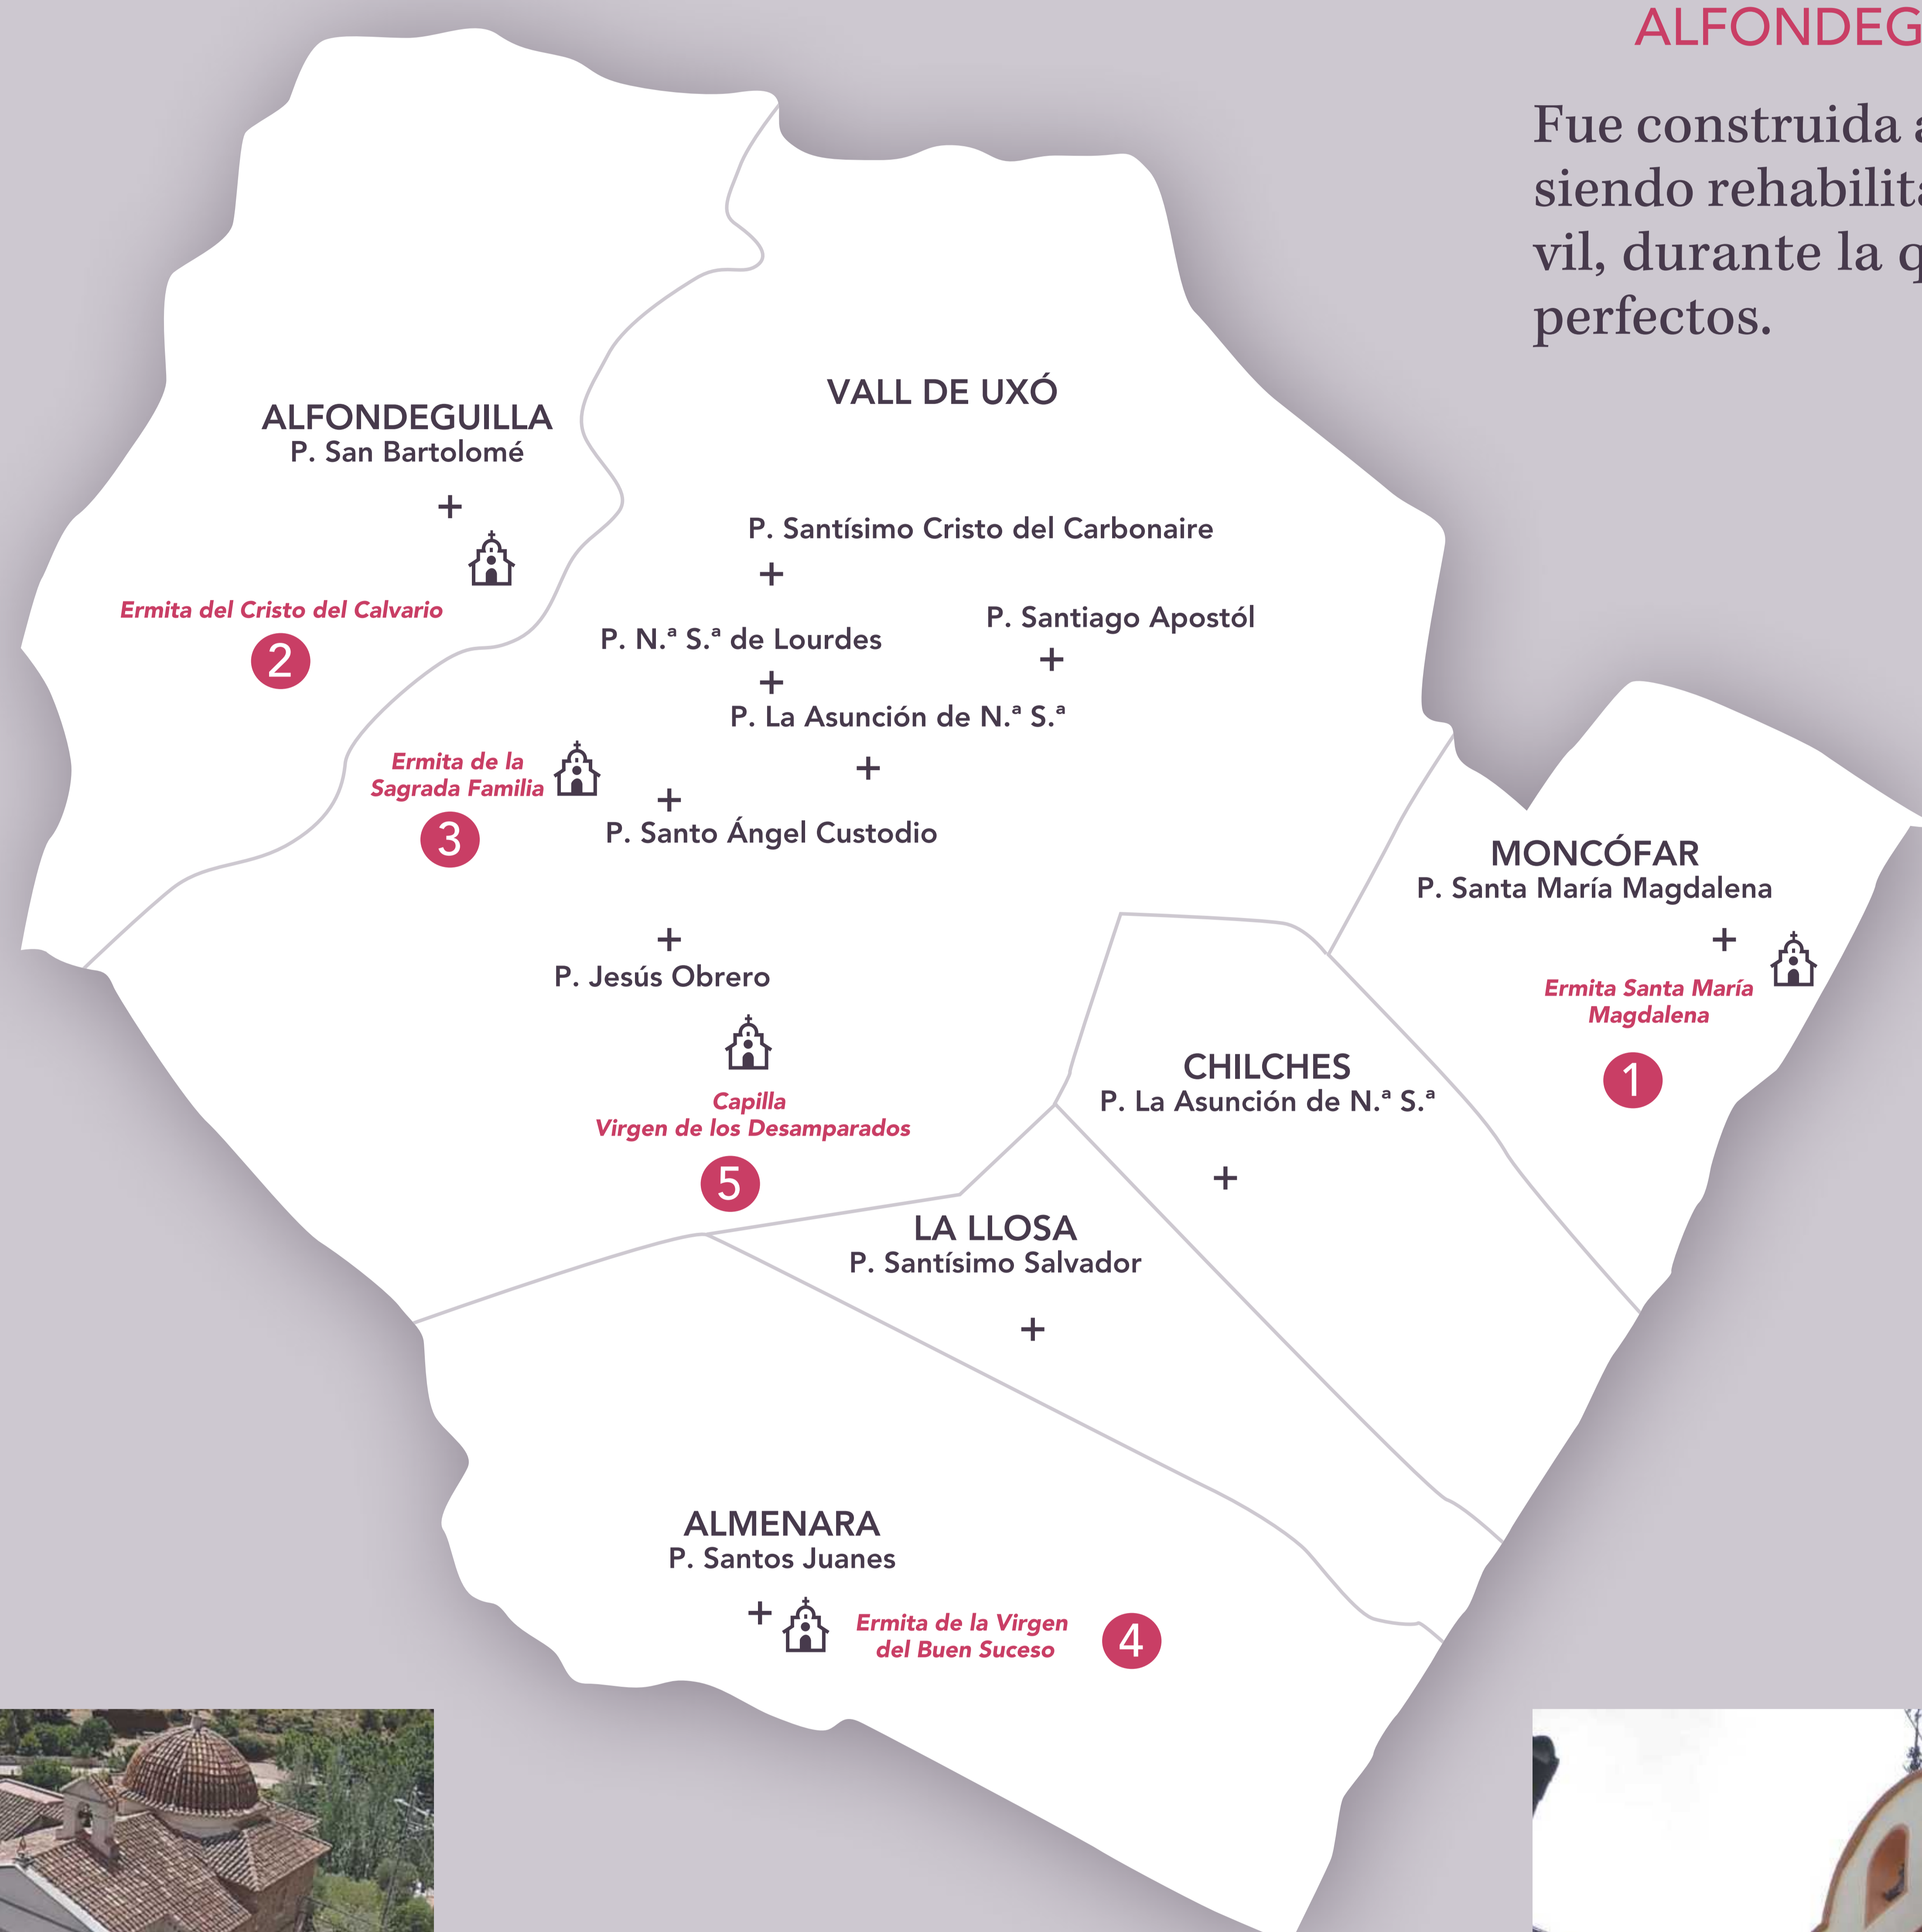 ALFONDEG
Fue construida
siendo rehabilit
vil, durante la
perfectos.
VALL DE UXÓ
ALFONDEGUILLA
P. San Bartolomé
P. Santísimo Cristo del Carbonaire
Ermita del Cristo del Calvario
2
P. N.ª S.ª de Lourdes
P. Santiago Apostól
P. La Asunción de N.ª S.ª
Ermita de la
Sagrada Familia
3
P. Santo Ángel Custodio
MONCÓFAR
P. Santa María Magdalena
Ermita Santa María
Magdalena
1
P. Jesús Obrero
Capilla
Virgen de los Desamparados
5
CHILCHES
P. La Asunción de N.ª S.ª
LA LLOSA
P. Santísimo Salvador
ALMENARA
P. Santos Juanes
Ermita de la Virgen
del Buen Suceso
4